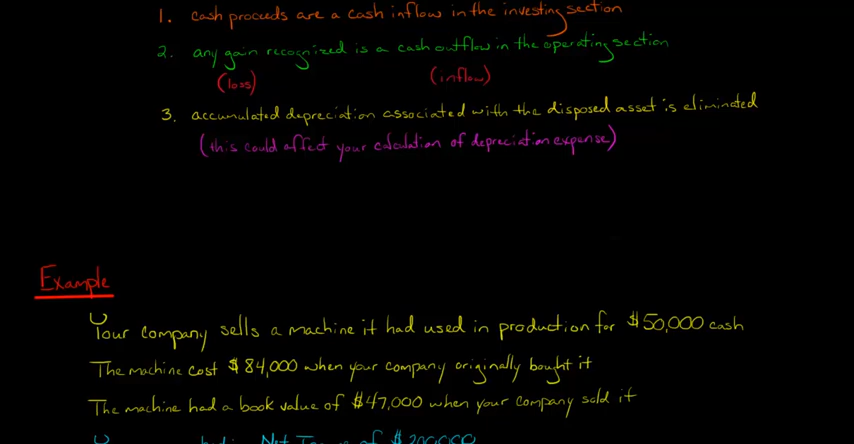 1. cash proceeds are a cash inflow in the investing section
2. any gain recognized is a cash outflow in the operating section
(loss) (inflow)
3. accumulated depreciation associated with the disposed asset is eliminated
(this could affect your calculation of depreciation expense)
Example
Your company sells a machine it had used in production for $50,000 cash
The machine cost $84,000 when your company originally bought it
The machine had a book value of $47,000 when your company sold it
Net of $200,000